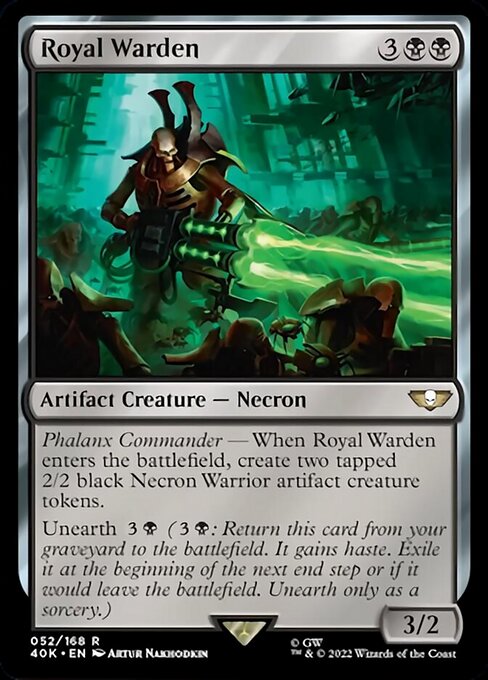 Royal Warden 3
Artifact Creature — Necron
Phalanx Commander — When Royal Warden
enters the battlefield, create two tapped
2/2 black Necron Warrior artifact creature
tokens.
Unearth 3 (3: Return this card from your
graveyard to the battlefield. It gains haste. Exile
it at the beginning of the next end step or if it
would leave the battlefield. Unearth only as a
sorcery.)
3/2
052/168 R
40K • EN Artur Nakhodkin
© GW
™ & © 2022 Wizards of the Coast